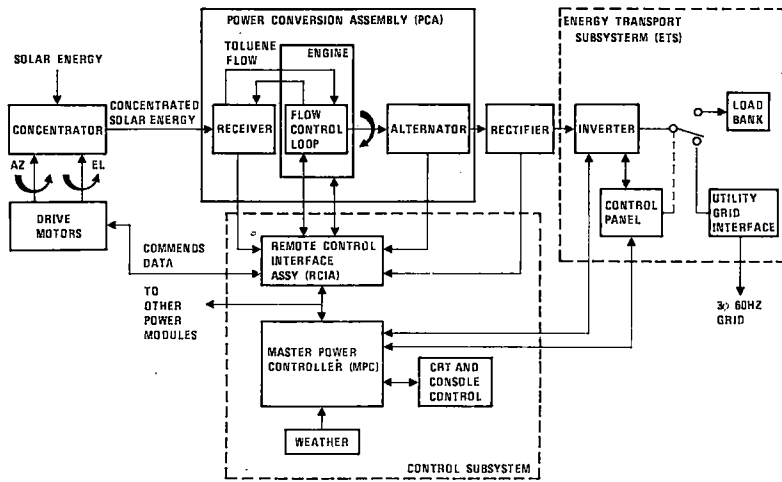 POWER CONVERSION ASSEMBLY (PCA)
ENERGY TRANSPORT
SUBSYSTERM (ETS)
SOLAR ENERGY
TOLUENE
FLOW
ENGINE
CONCENTRATOR
CONCENTRATED
SOLAR ENERGY
RECEIVER
FLOW
CONTROL
LOOP
ALTERNATOR
RECTIFIER
INVERTER
LOAD
BANK
AZ
EL
DRIVE
MOTORS
CONTROL
PANEL
UTILITY
GRID
INTERFACE
COMMENDS
DATA
REMOTE CONTROL
INTERFACE
ASSY (RCIA)
TO
OTHER
POWER
MODULES
3φ 60HZ
GRID
MASTER POWER
CONTROLLER (MPC)
CRT AND
CONSOLE
CONTROL
WEATHER
CONTROL SUBSYSTEM